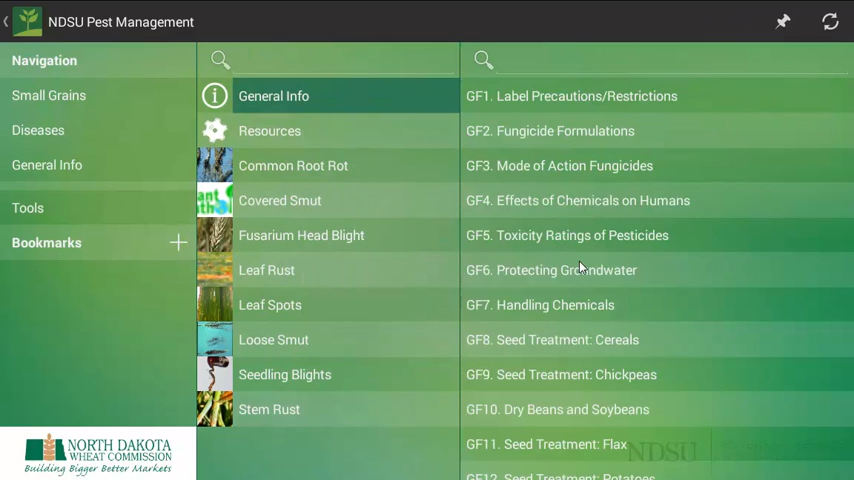 NDSU Pest Management
Navigation
Small Grains
Diseases
General Info
Tools
Bookmarks
NORTH DAKOTA
WHEAT COMMISSION
Building Bigger Better Markets
General Info
Resources
Common Root Rot
Covered Smut
Fusarium Head Blight
Leaf Rust
Leaf Spots
Loose Smut
Seedling Blights
Stem Rust
GF1. Label Precautions/Restrictions
GF2. Fungicide Formulations
GF3. Mode of Action Fungicides
GF4. Effects of Chemicals on Humans
GF5. Toxicity Ratings of Pesticides
GF6. Protecting Groundwater
GF7. Handling Chemicals
GF8. Seed Treatment: Cereals
GF9. Seed Treatment: Chickpeas
GF10. Dry Beans and Soybeans
GF11. Seed Treatment: Flax
NDSU
GF12. Seed Treatment: Potatoes